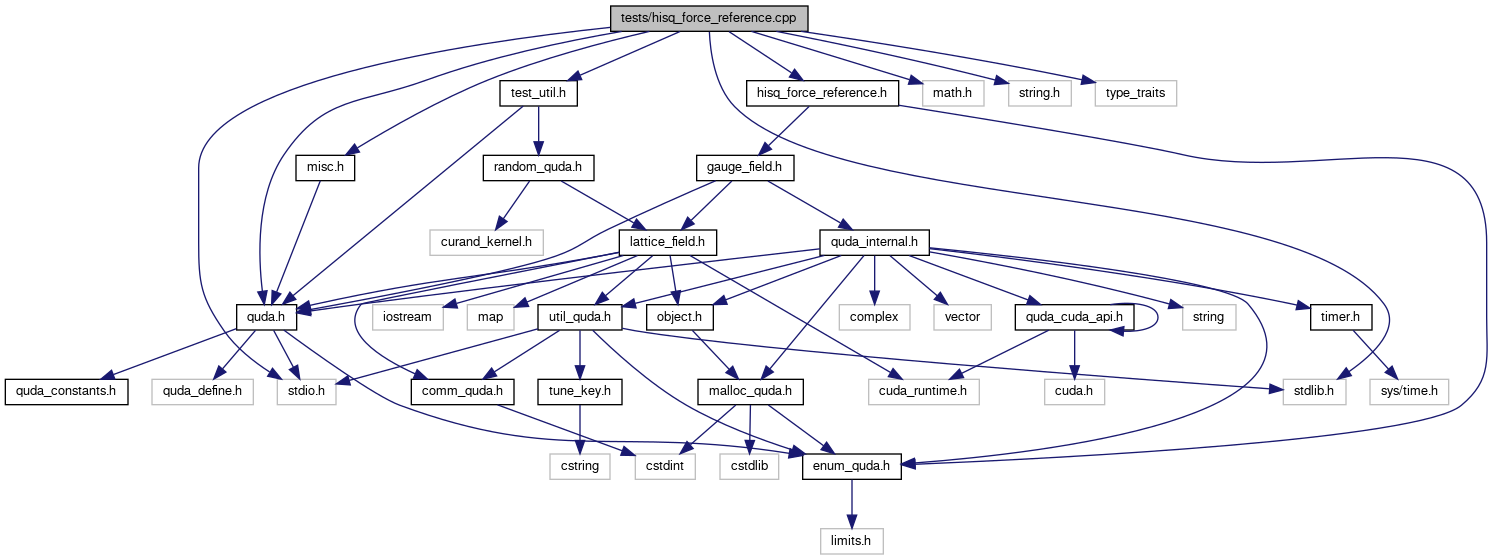 tests/hisq_force_reference.cpp
test_util.h
hisq_force_reference.h
math.h
string.h
type_traits
misc.h
random_quda.h
gauge_field.h
curand_kernel.h
lattice_field.h
quda_internal.h
quda.h
iostream
map
util_quda.h
object.h
complex
vector
quda_cuda_api.h
string
timer.h
quda_constants.h
quda_define.h
stdio.h
comm_quda.h
tune_key.h
malloc_quda.h
cuda_runtime.h
cuda.h
stdlib.h
sys/time.h
cstring
cstdint
cstdlib
enum_quda.h
limits.h